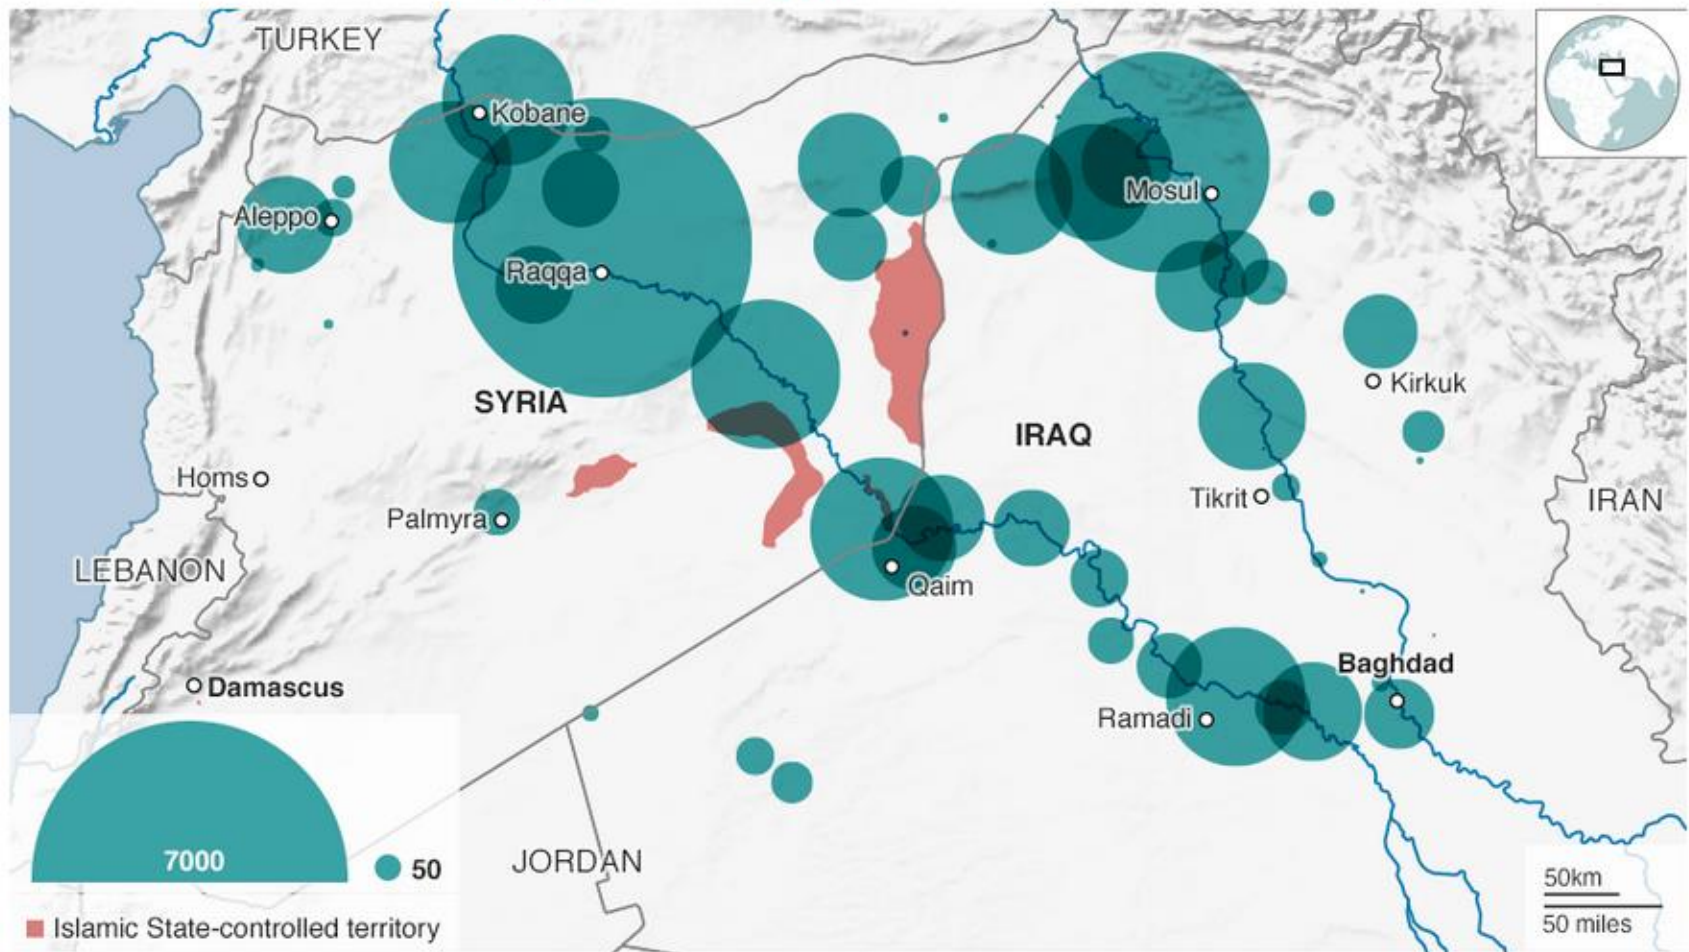 TURKEY
Kobane
Aleppo
Mosul
Raqqa
SYRIA
Kirkuk
IRAQ
Homs
Tikrit
IRAN
Palmyra
LEBANON
Qaim
Baghdad
Damascus
Ramadi
7000
50
JORDAN
50km
50 miles
Islamic State-controlled territory